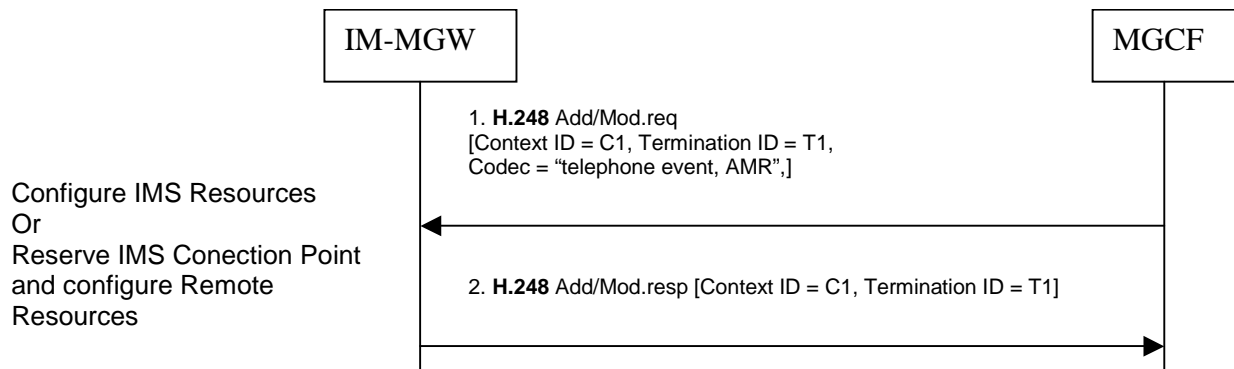 IM-MGW
MGCF
1. H.248 Add/Mod.req
[Context ID = C1, Termination ID = T1,
Codec = “telephone event, AMR”,]
Configure IMS Resources
Or
Reserve IMS Conection Point
and configure Remote
Resources
2. H.248 Add/Mod.resp [Context ID = C1, Termination ID = T1]